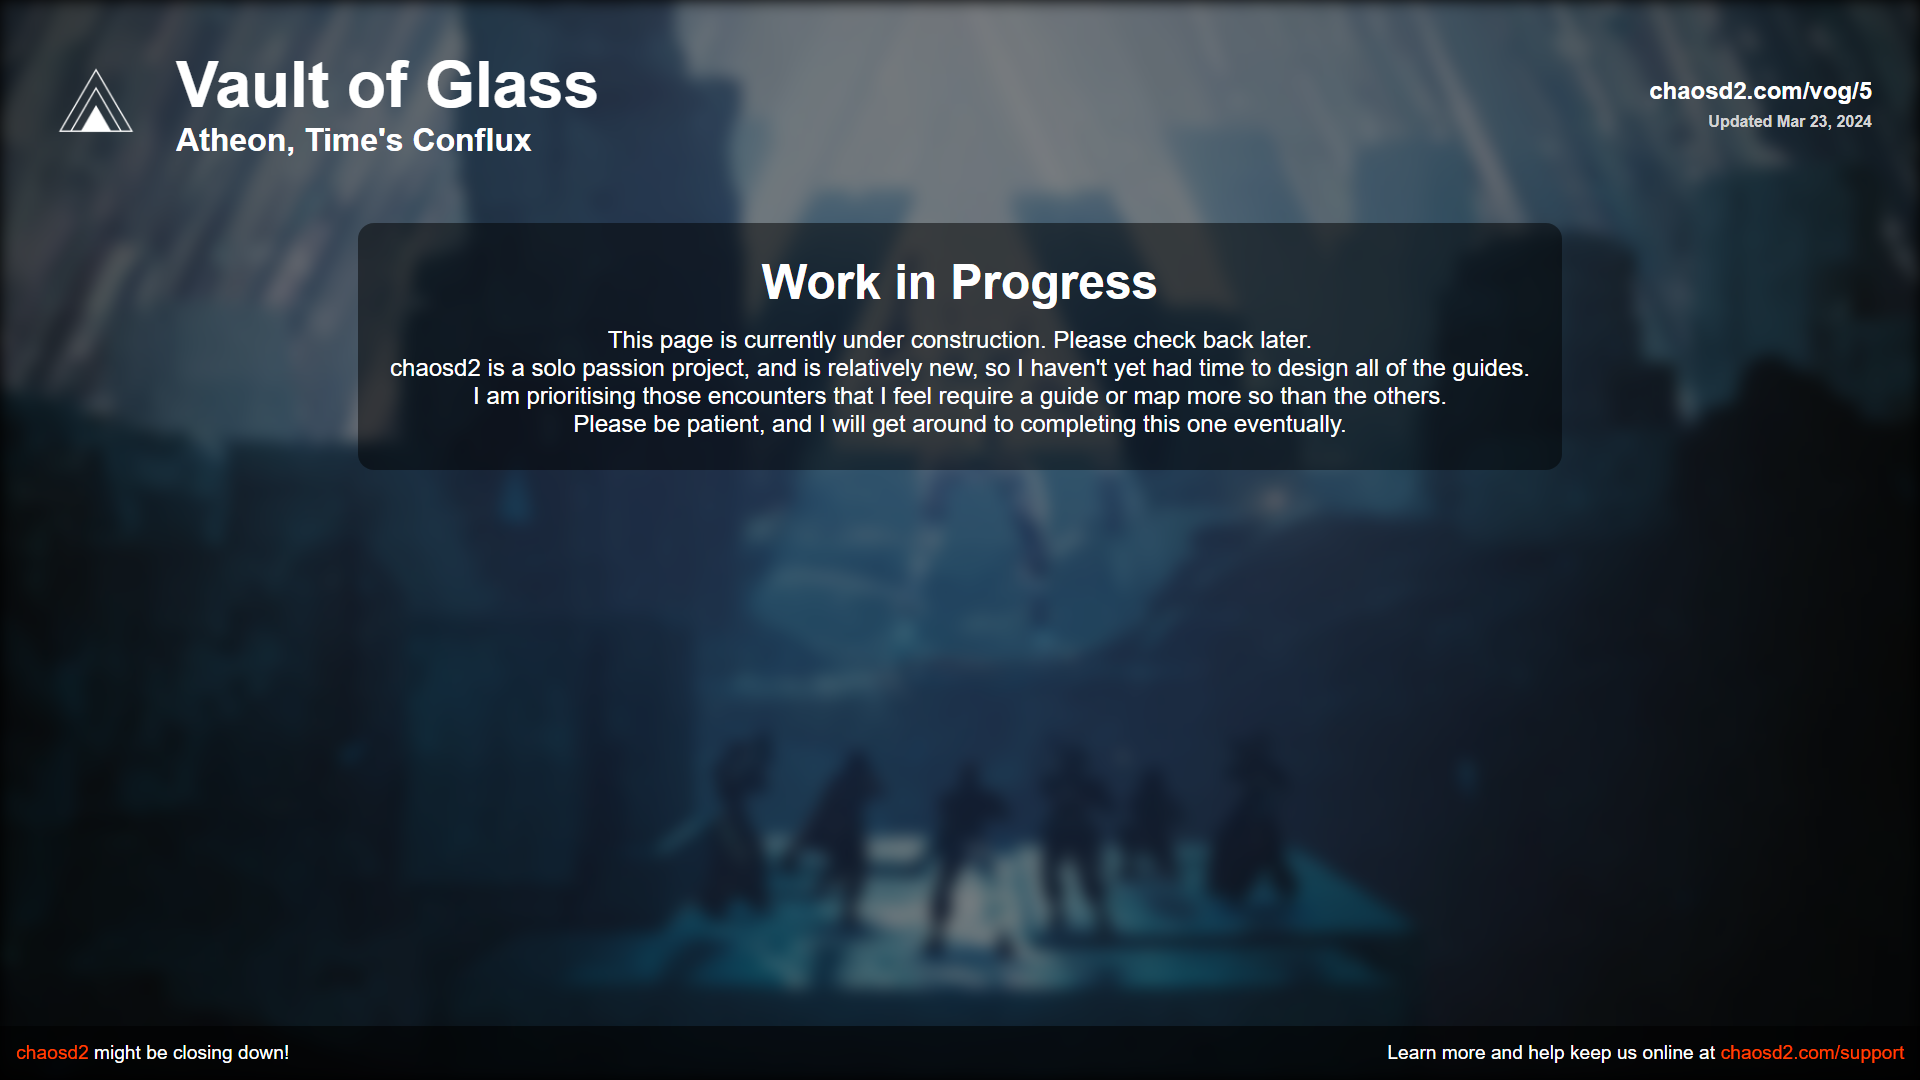 Vault of Glass
Atheon, Time's Conflux
chaosd2.com/vog/5
Updated Mar 23, 2024
Work in Progress
This page is currently under construction. Please check back later.
chaosd2 is a solo passion project, and is relatively new, so I haven't yet had time to design all of the guides.
I am prioritising those encounters that I feel require a guide or map more so than the others.
Please be patient, and I will get around to completing this one eventually.
chaosd2 might be closing down!
Learn more and help keep us online at chaosd2.com/support